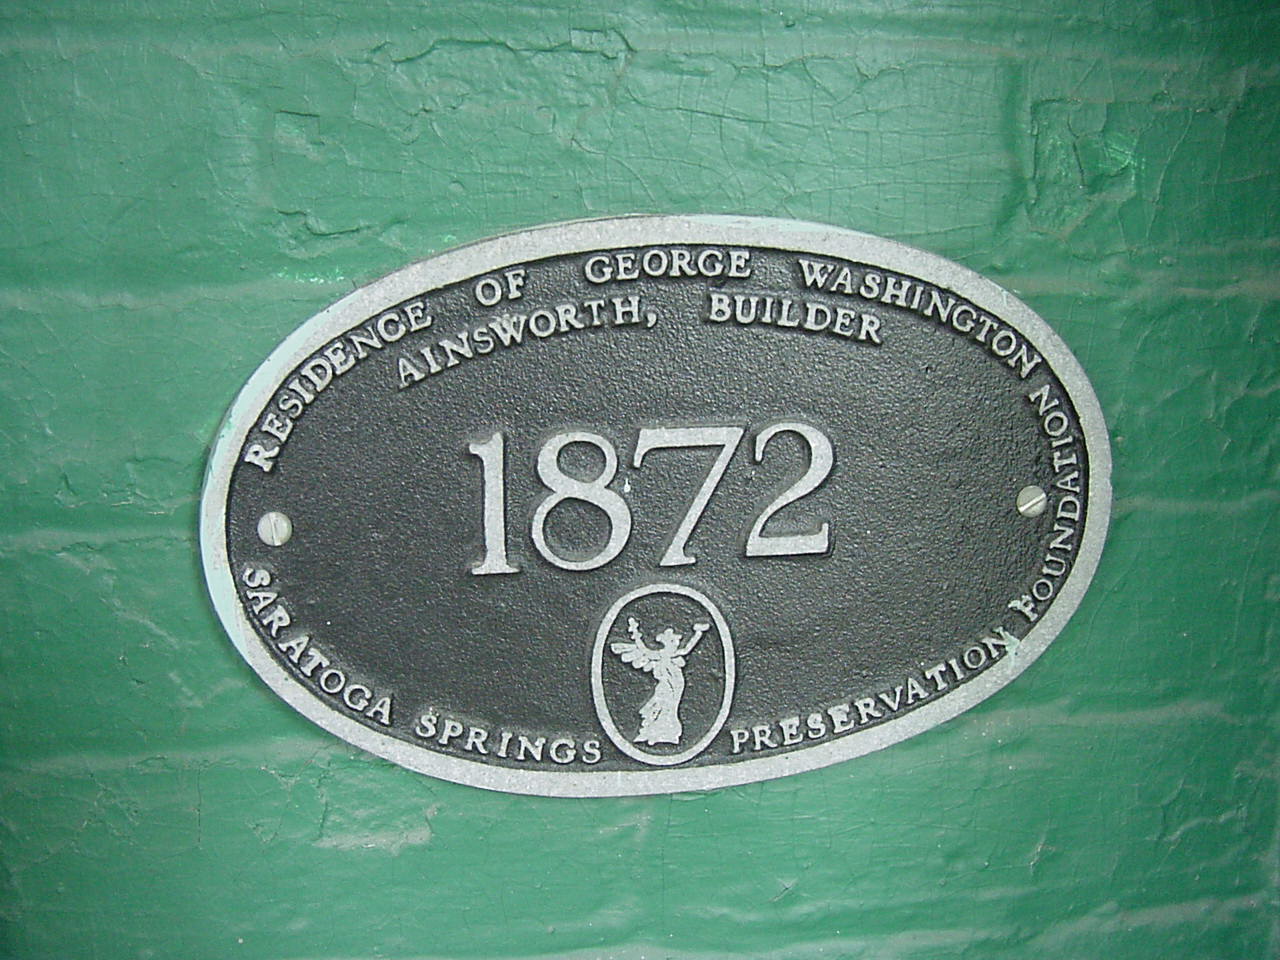 RESIDENCE OF GEORGE WASHINGTON
AINSWORTH, BUILDER
1872
SARATOGA SPRINGS PRESERVATION FOUNDATION